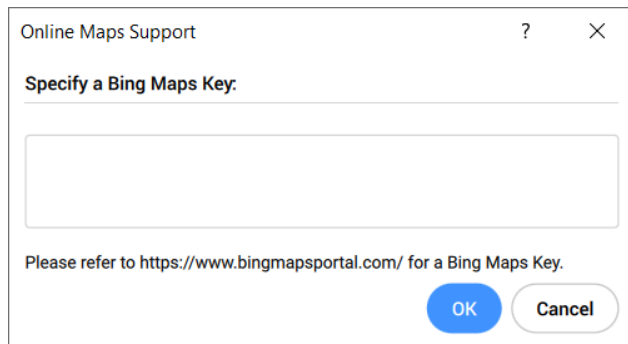 Online Maps Support ?
Specify a Bing Maps Key:
Please refer to https://www.bingmapsportal.com/ for a Bing Maps Key.
OK Cancel